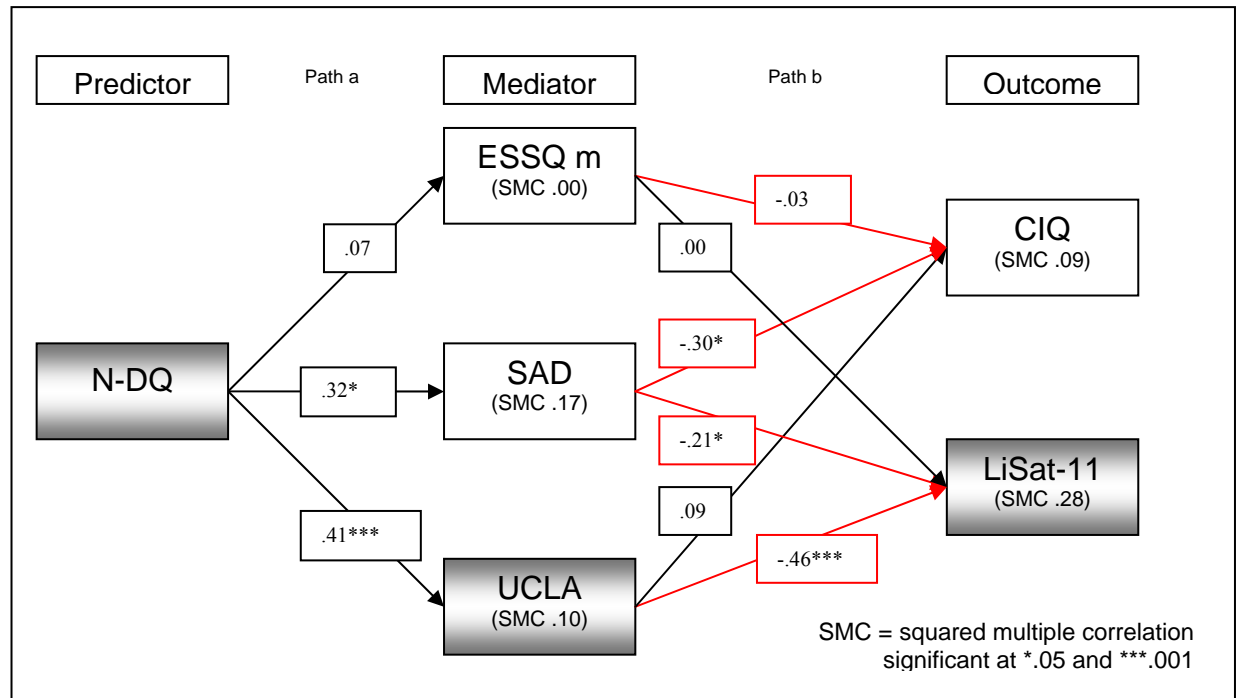 Predictor
Path a
Mediator
Path b
Outcome
ESSQ m
(SMC .00)
-.03
CIQ
(SMC .09)
.07
.00
N-DQ
.32*
SAD
(SMC .17)
-.30*
-.21*
LiSat-11
(SMC .28)
.41***
.09
-.46***
UCLA
(SMC .10)
SMC = squared multiple correlation
significant at *.05 and ***.001